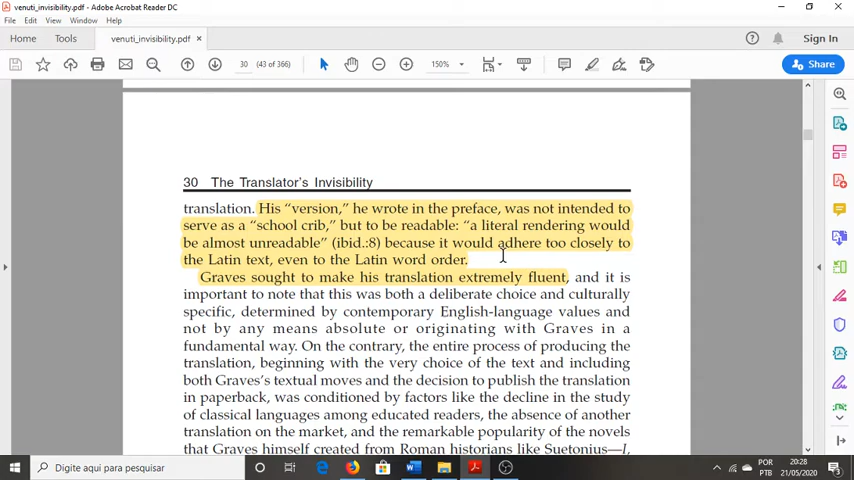 venuti_invisibility.pdf - Adobe Acrobat Reader DC
File Edit View Window Help
Home Tools venuti_invisibility.pdf × Sign In
30 (43 of 366) 150% Share
30 The Translator's Invisibility
translation. His “version,” he wrote in the preface, was not intended to
serve as a “school crib,” but to be readable: “a literal rendering would
be almost unreadable” (ibid.:8) because it would adhere too closely to
the Latin text, even to the Latin word order.
Graves sought to make his translation extremely fluent, and it is
important to note that this was both a deliberate choice and culturally
specific, determined by contemporary English-language values and
not by any means absolute or originating with Graves in a
fundamental way. On the contrary, the entire process of producing the
translation, beginning with the very choice of the text and including
both Graves's textual moves and the decision to publish the translation
in paperback, was conditioned by factors like the decline in the study
of classical languages among educated readers, the absence of another
translation on the market, and the remarkable popularity of the novels
that Graves himself created from Roman historians like Suetonius—I,
Digite aqui para pesquisar
POR 20:28
PTB 21/05/2020
3